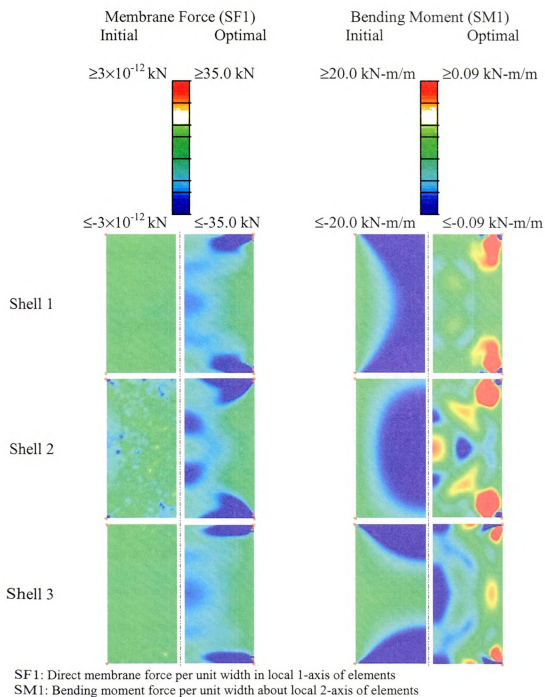 Membrane Force (SF1) Bending Moment (SM1)
Initial Optimal Initial Optimal
≥3×10⁻¹² kN ≥35.0 kN ≥20.0 kN-m/m ≥0.09 kN-m/m
≤-3×10⁻¹² kN ≤-35.0 kN ≤-20.0 kN-m/m ≤-0.09 kN-m/m
Shell 1
Shell 2
Shell 3
SF1: Direct membrane force per unit width in local 1-axis of elements
SM1: Bending moment force per unit width about local 2-axis of elements